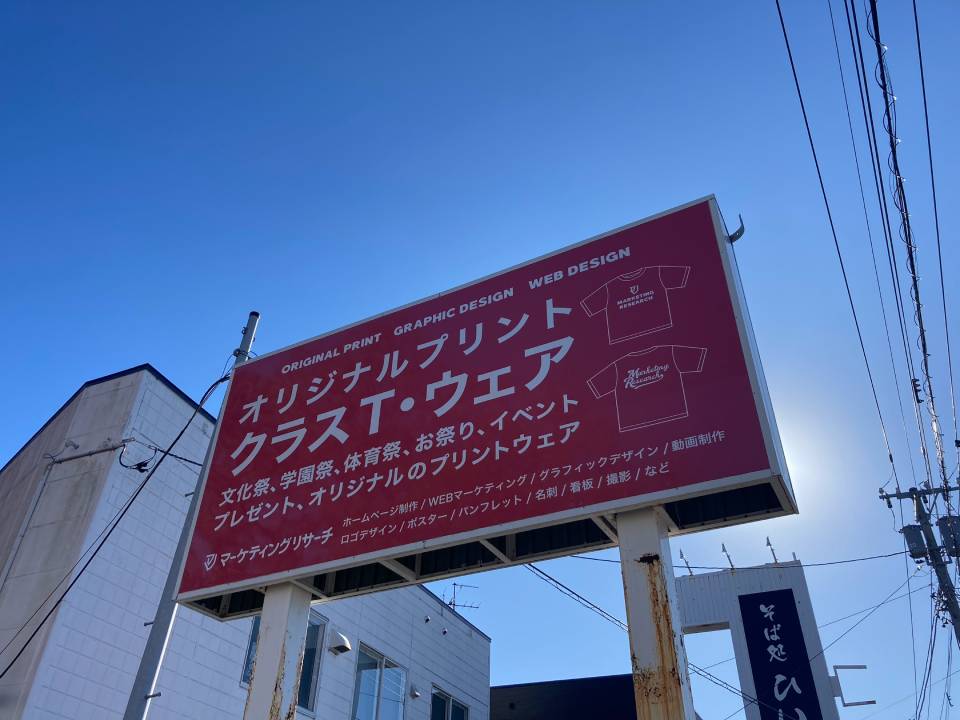 ORIGINAL PRINT GRAPHIC DESIGN WEB DESIGN
オリジナルプリント
クラスT・ウェア
文化祭、学園祭、体育祭、お祭り、イベント
プレゼント、オリジナルのプリントウェア
マーケティングリサーチ
ホームページ制作 / WEBマーケティング / グラフィックデザイン / 動画制作
ロゴデザイン / ポスター / パンフレット / 名刺 / 看板 / 撮影 / など
MARKETING
RESEARCH
Marketing
Research
そば処